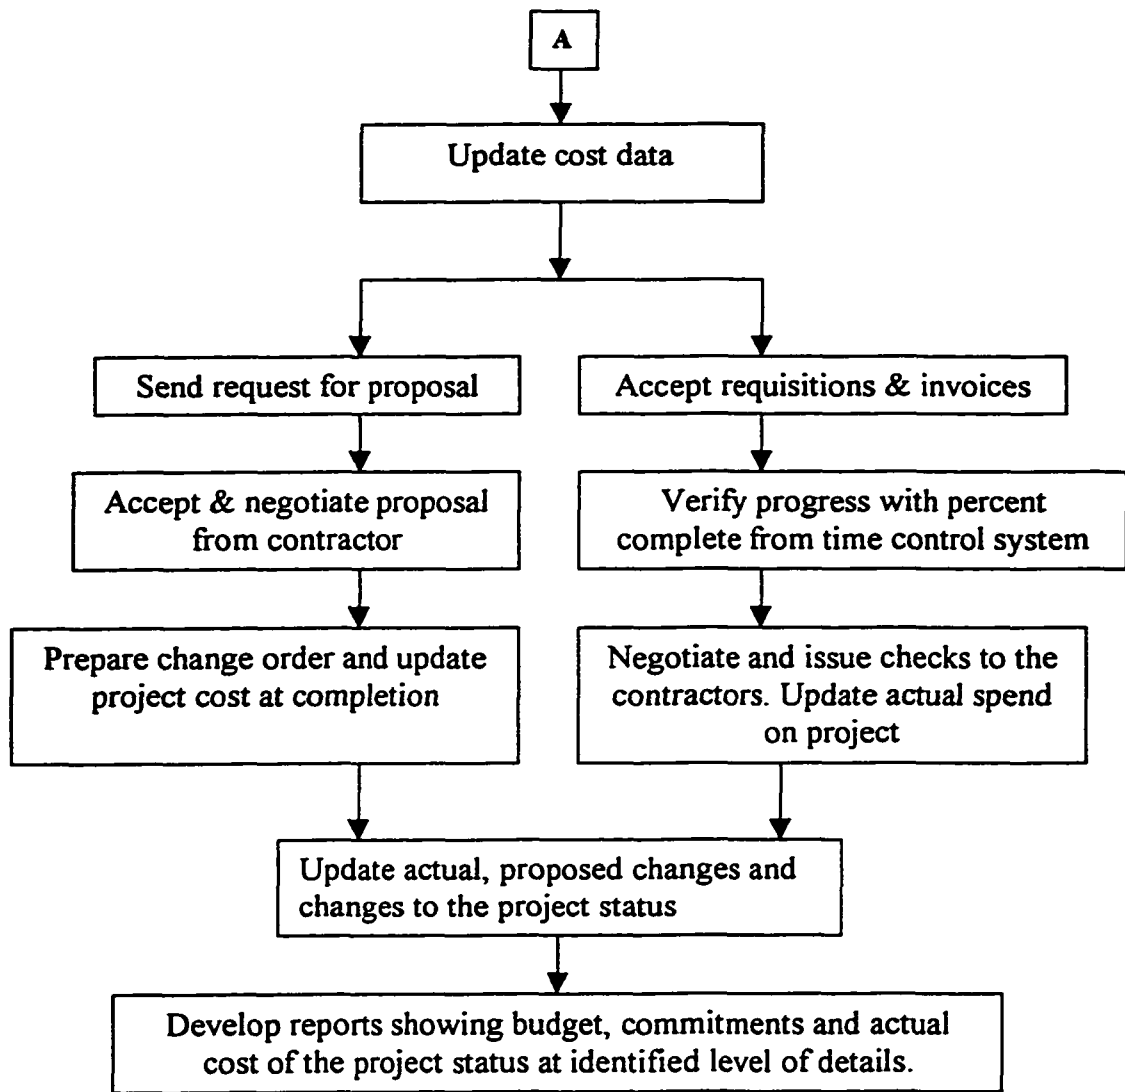 A
Update cost data
Send request for proposal
Accept requisitions & invoices
Accept & negotiate proposal
from contractor
Verify progress with percent
complete from time control system
Prepare change order and update
project cost at completion
Negotiate and issue checks to the
contractors. Update actual spend
on project
Update actual, proposed changes and
changes to the project status
Develop reports showing budget, commitments and actual
cost of the project status at identified level of details.